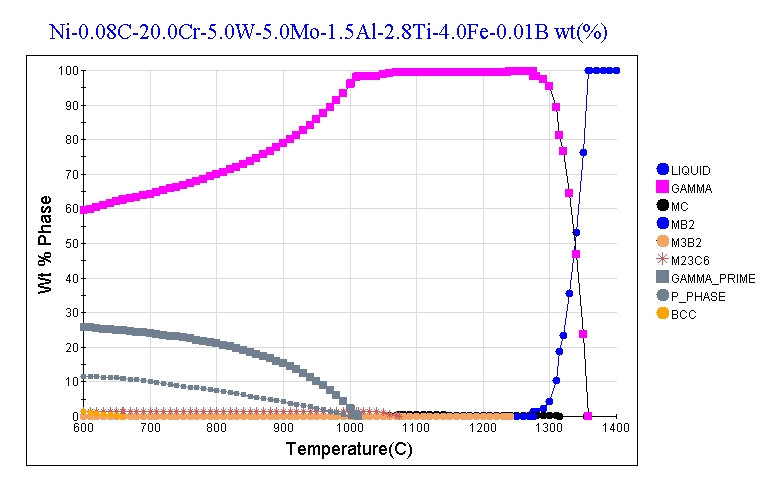 Ni-0.08C-20.0Cr-5.0W-5.0Mo-1.5Al-2.8Ti-4.0Fe-0.01B wt(%)
100
90
80
70
60
50
40
30
20
10
0
Wt % Phase
600 700 800 900 1000 1100 1200 1300 1400
Temperature(C)
LIQUID
GAMMA
MC
MB2
M3B2
M23C6
GAMMA_PRIME
P_PHASE
BCC